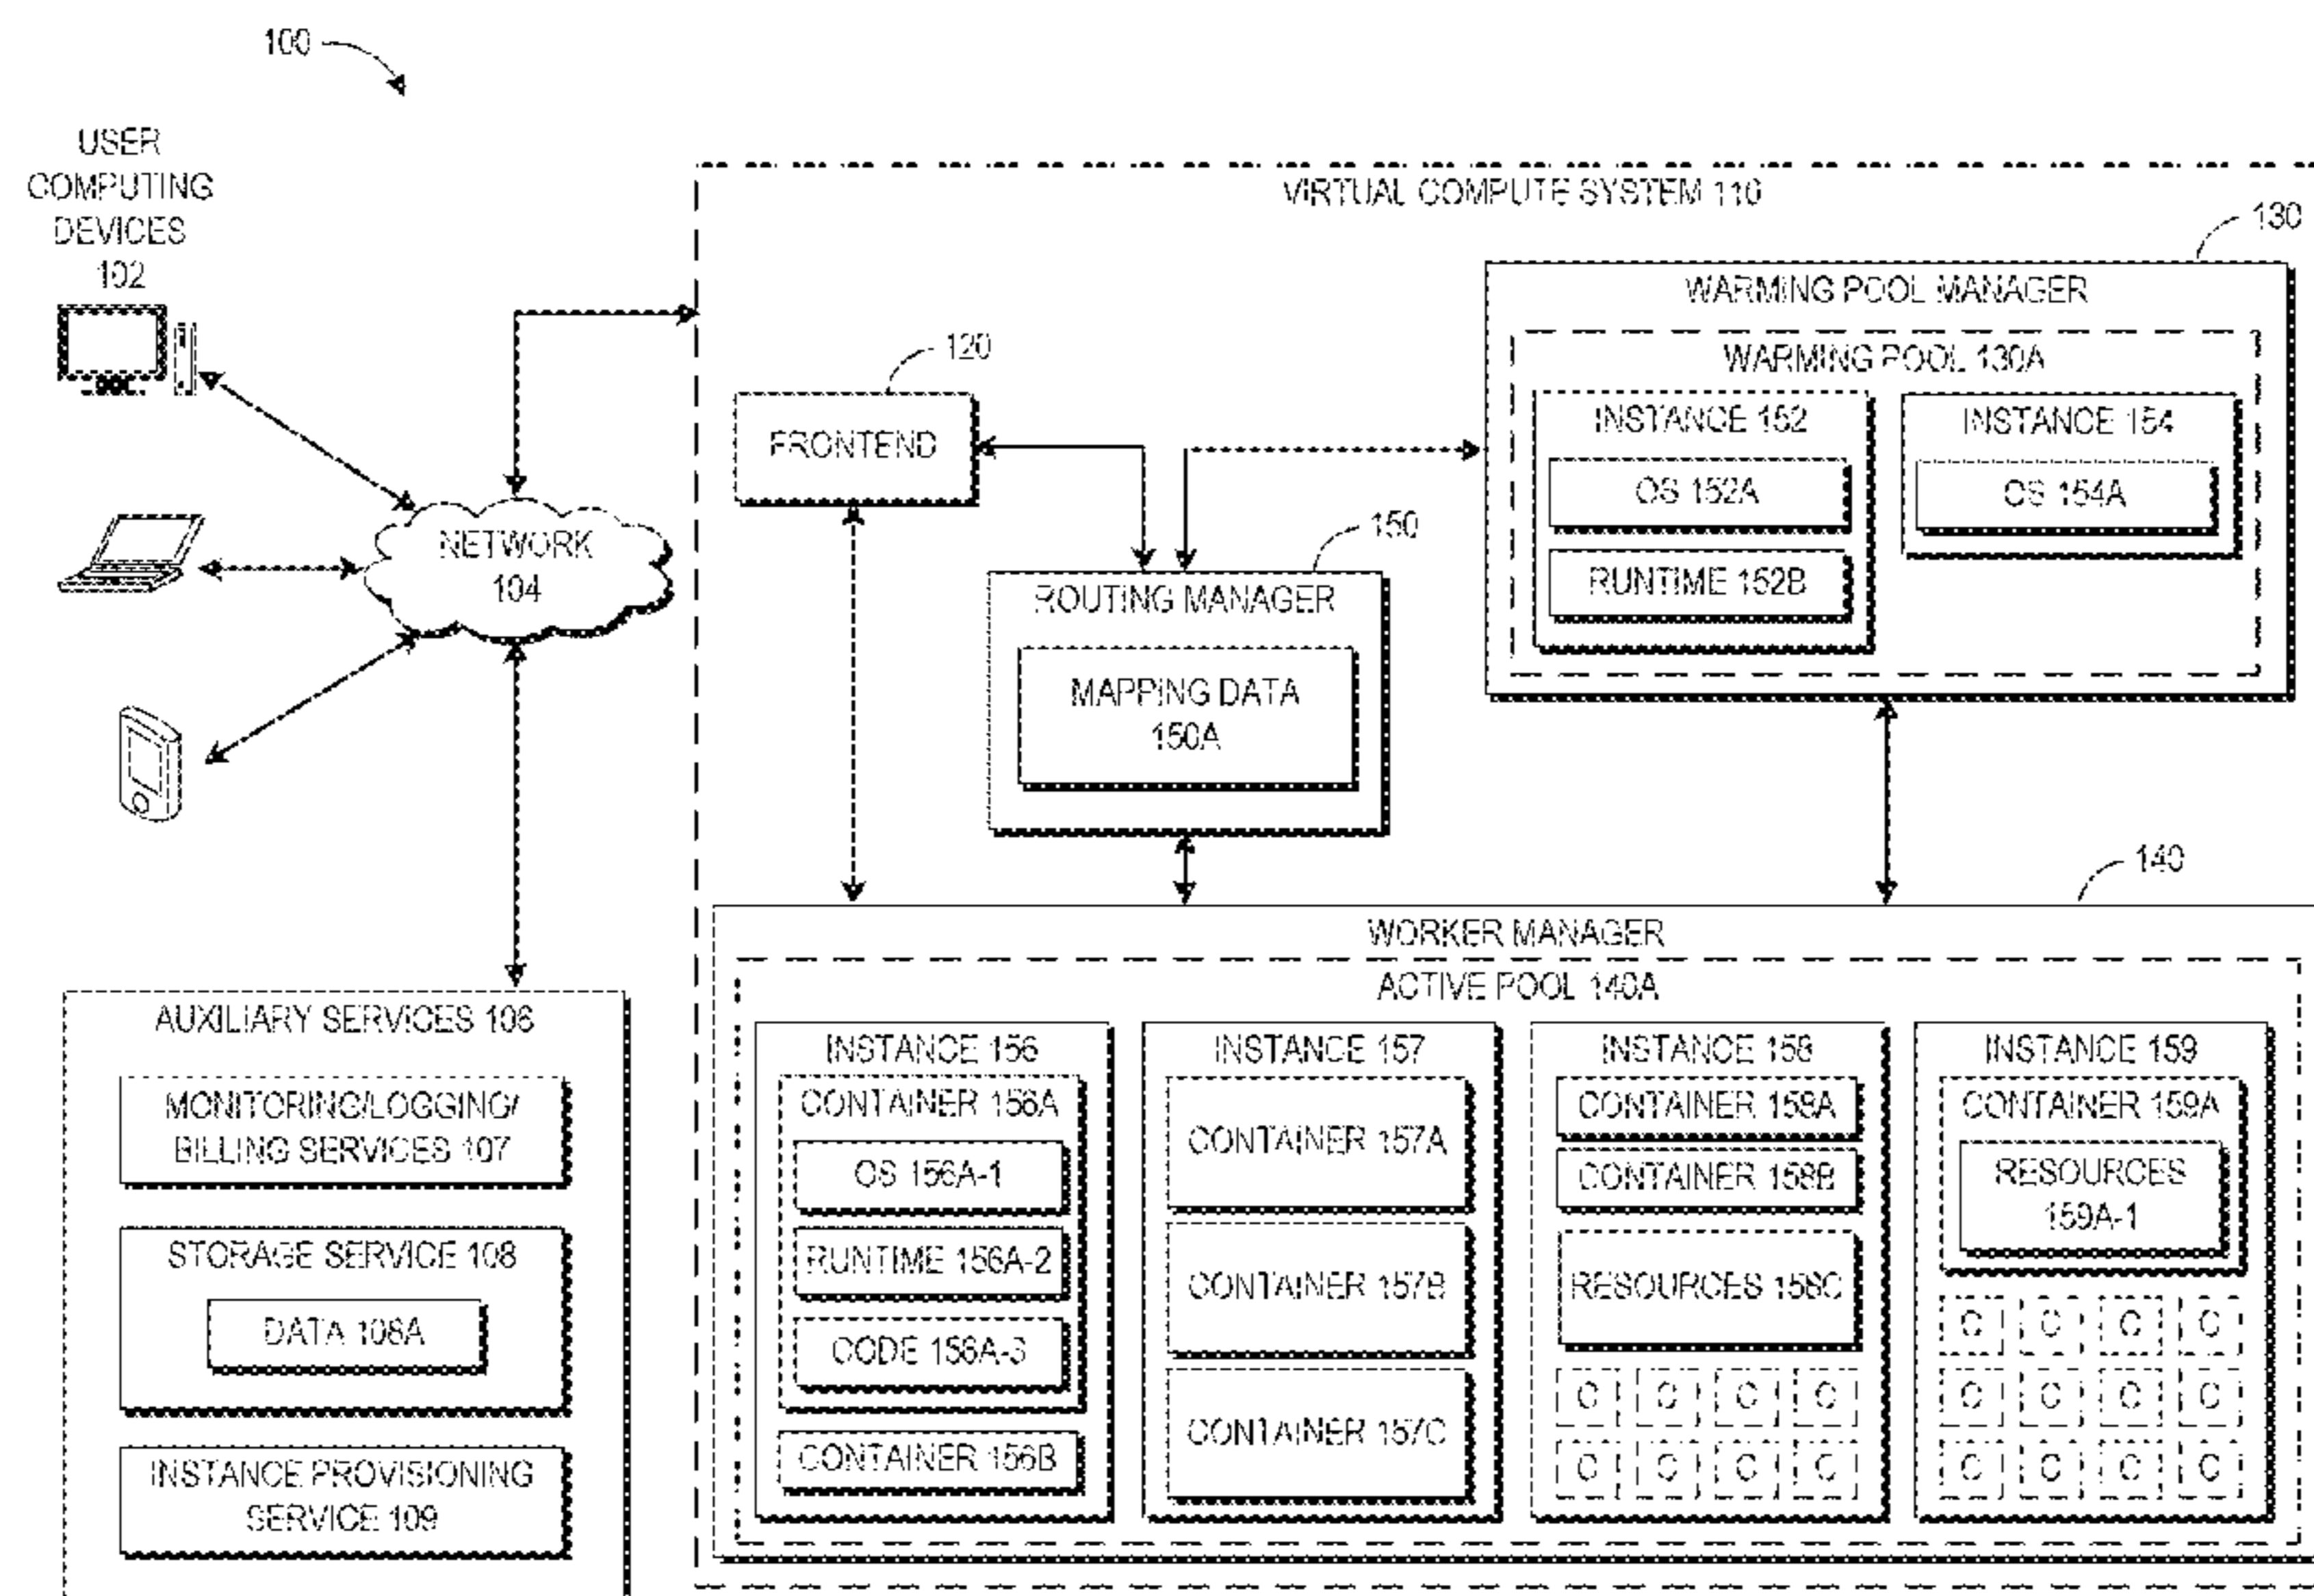 100
USER
COMPUTING
DEVICES
102
NETWORK
104
AUXILIARY SERVICES 106
MONITORING/LOGGING/
BILLING SERVICES 107
STORAGE SERVICE 108
DATA 108A
INSTANCE PROVISIONING
SERVICE 109
VIRTUAL COMPUTE SYSTEM 110
120
FRONTEND
150
ROUTING MANAGER
MAPPING DATA
150A
130
WARMING POOL MANAGER
WARMING POOL 130A
INSTANCE 152
OS 152A
RUNTIME 152B
INSTANCE 154
OS 154A
140
WORKER MANAGER
ACTIVE POOL 140A
INSTANCE 156
CONTAINER 156A
OS 156A-1
RUNTIME 156A-2
CODE 156A-3
CONTAINER 156B
INSTANCE 157
CONTAINER 157A
CONTAINER 157B
CONTAINER 157C
INSTANCE 158
CONTAINER 158A
CONTAINER 158B
RESOURCES 158C
C C C C
C C C C
INSTANCE 159
CONTAINER 159A
RESOURCES
159A-1
C C C C
C C C C
C C C C